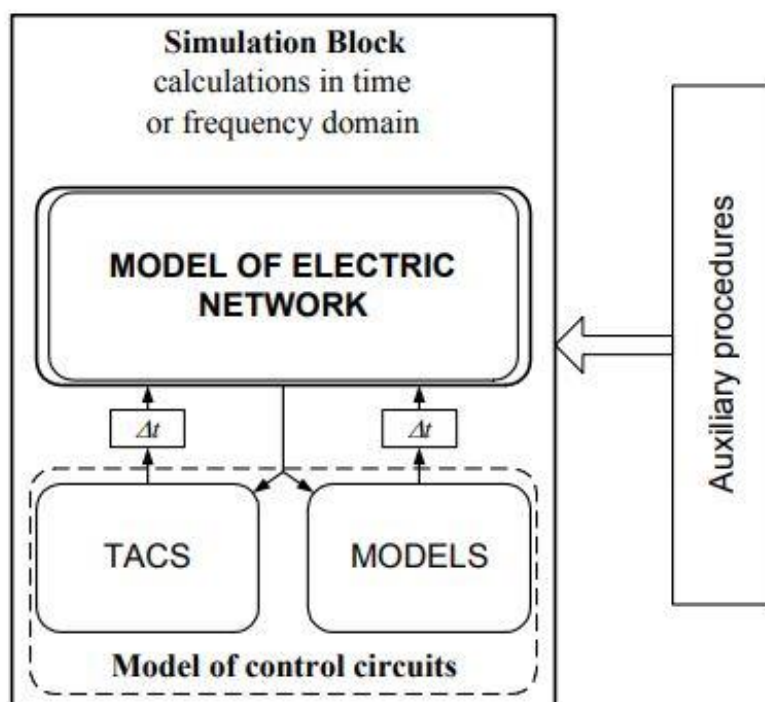 Simulation Block
calculations in time
or frequency domain
MODEL OF ELECTRIC
NETWORK
Δt
Δt
TACS
MODELS
Model of control circuits
Auxiliary procedures